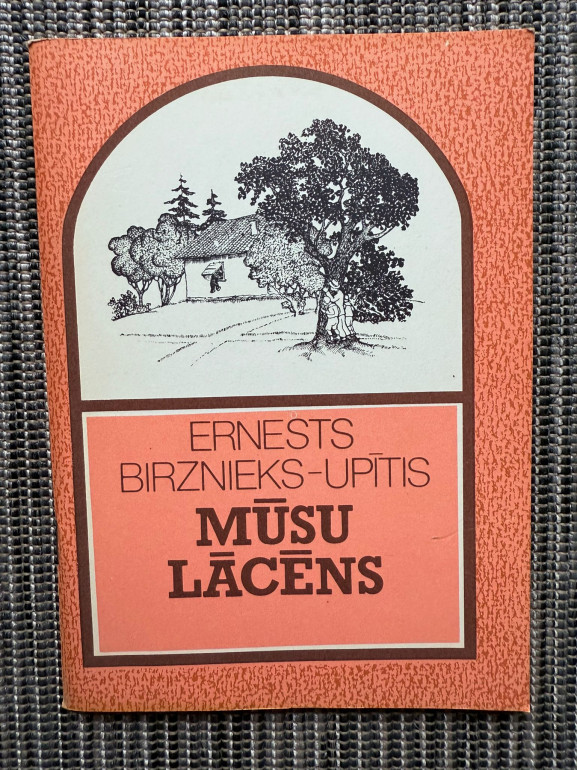 ERNESTS
BIRZNIEKS-UPĪTIS
MŪSU
LĀCĒNS